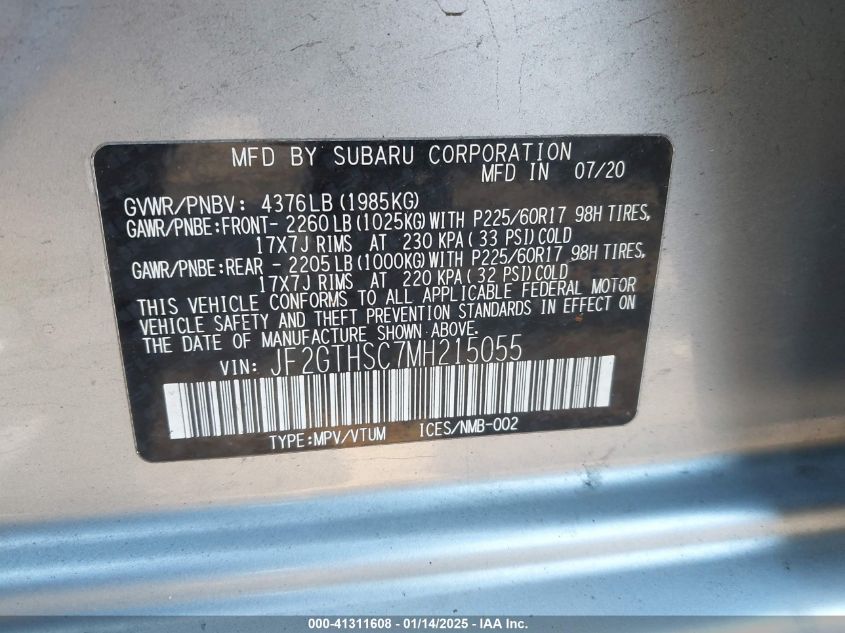 MFD BY SUBARU CORPORATION
MFD IN 07/20
GVWR/PNBV: 4376LB (1985KG)
GAWR/PNBE:FRONT- 2260LB (1025KG) WITH P225/60R17 98H TIRES,
17X7J RIMS AT 230 KPA (33 PSI) COLD
GAWR/PNBE:REAR - 2205LB (1000KG) WITH P225/60R17 98H TIRES,
17X7J RIMS AT 220 KPA (32 PSI) COLD
THIS VEHICLE CONFORMS TO ALL APPLICABLE FEDERAL MOTOR
VEHICLE SAFETY AND THEFT PREVENTION STANDARDS IN EFFECT ON
THE DATE OF MANUFACTURE SHOWN ABOVE.
VIN: JF2GTHSC7MH215055
TYPE:MPV/VTUM ICES/NMB-002
000-41311608 - 01/14/2025 - IAA Inc.